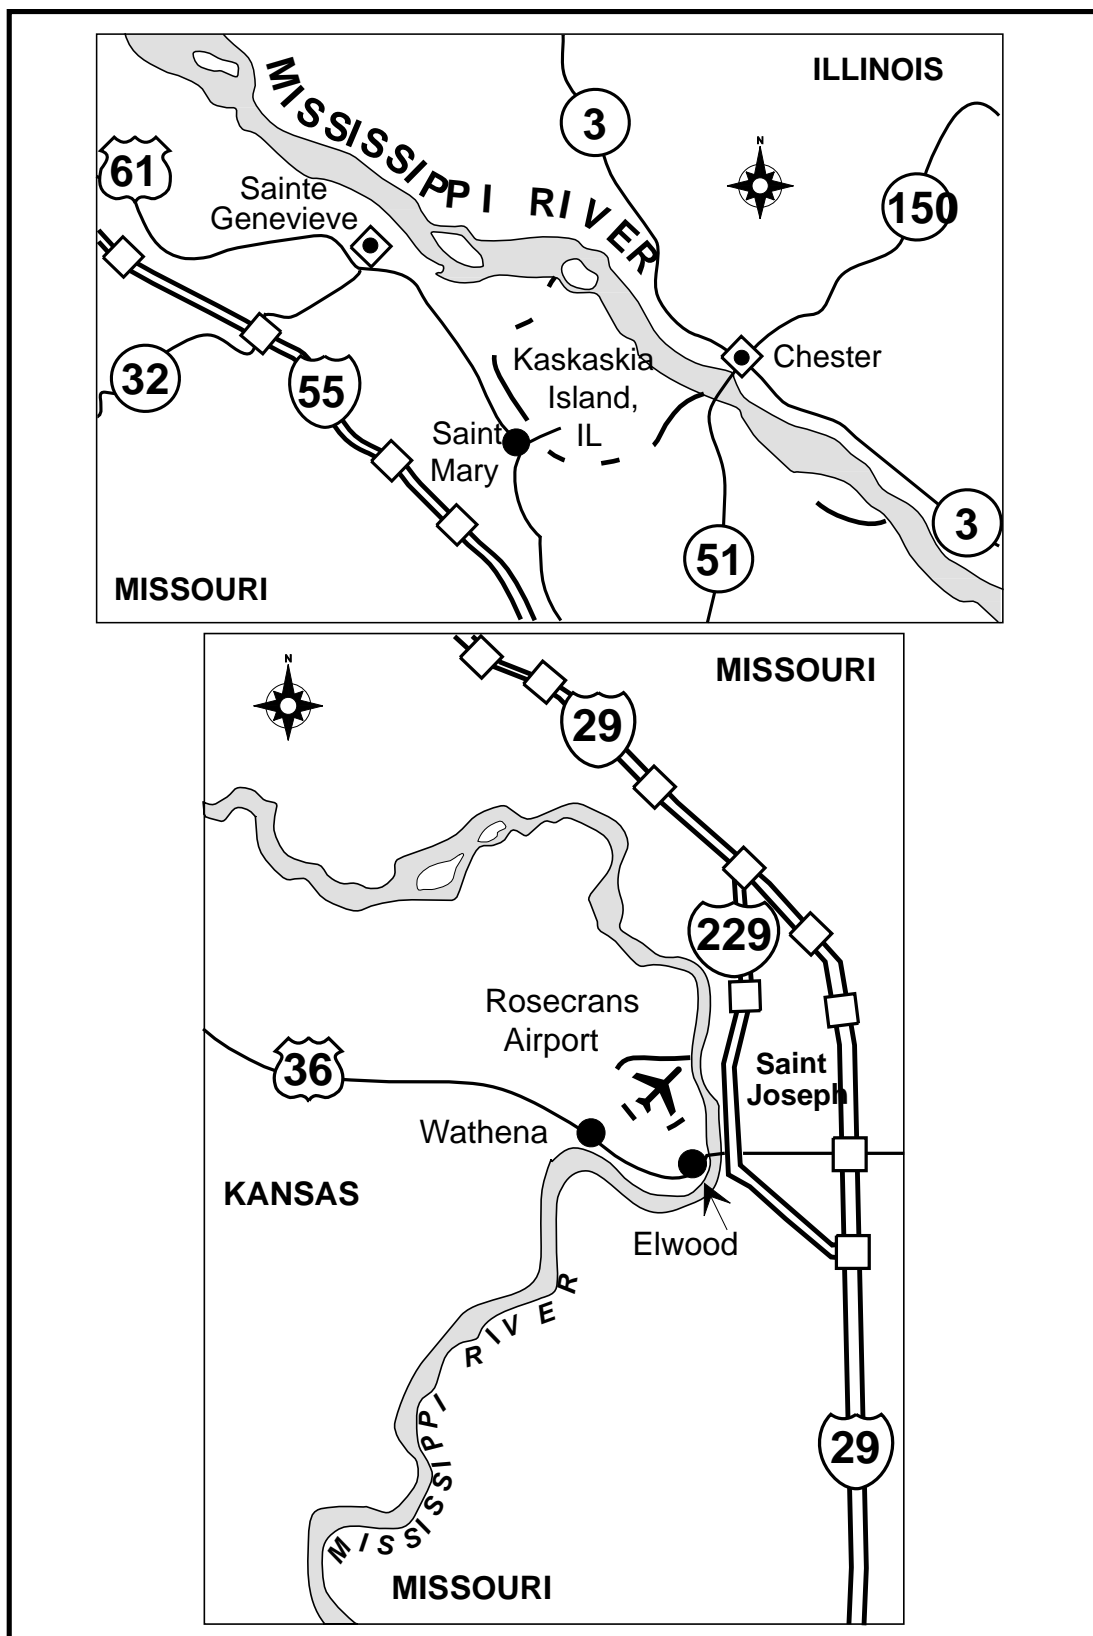 ILLINOIS
MISSISSIPPI RIVER
3
N
61
150
Sainte
Genevieve
Chester
Kaskaskia
Island,
IL
32
55
Saint
Mary
3
51
MISSOURI
MISSOURI
N
29
229
Rosecrans
Airport
36
Saint
Joseph
Wathena
KANSAS
Elwood
MISSISSIPPI RIVER
29
MISSOURI